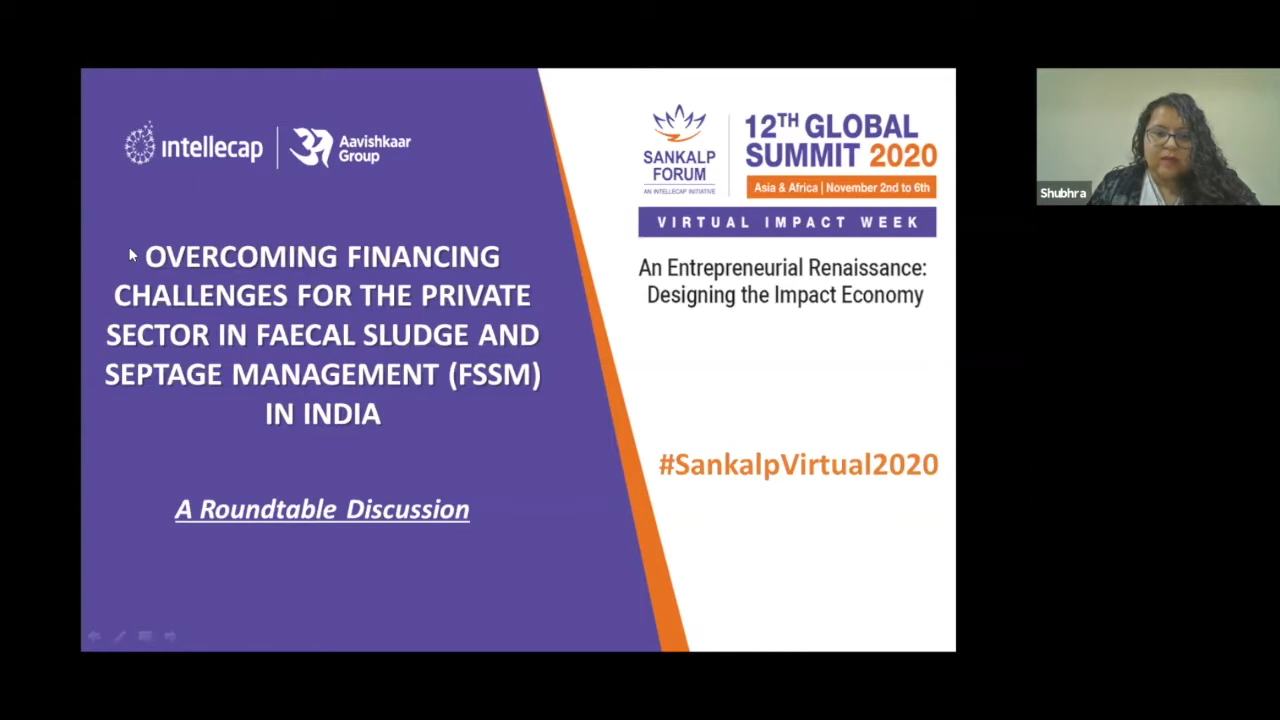 intellecap
Aavishkaar
Group
OVERCOMING FINANCING
CHALLENGES FOR THE PRIVATE
SECTOR IN FAECAL SLUDGE AND
SEPTAGE MANAGEMENT (FSSM)
IN INDIA
A Roundtable Discussion
SANKALP
FORUM
AN INTELLECAP INITIATIVE
12TH GLOBAL
SUMMIT 2020
Asia & Africa | November 2nd to 6th
VIRTUAL IMPACT WEEK
An Entrepreneurial Renaissance:
Designing the Impact Economy
#SankalpVirtual2020
Shubhra